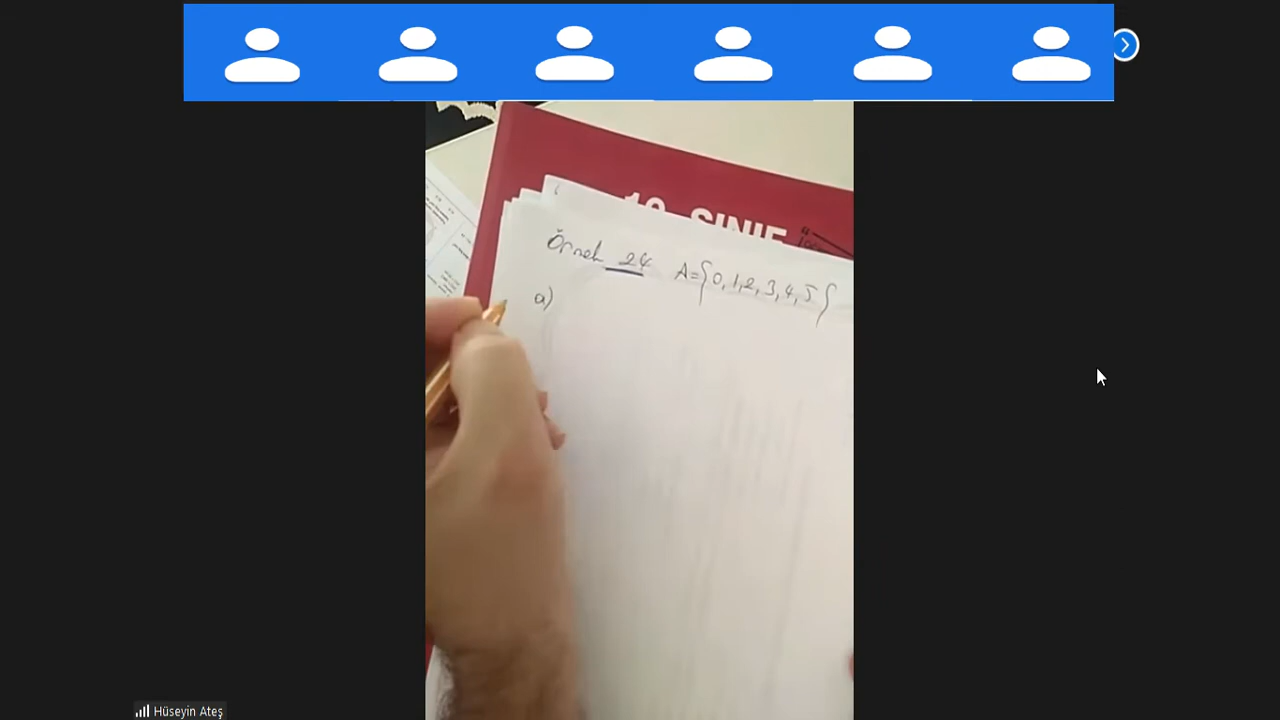 10. SINIF
Örnek 24 A={0,1,2,3,4,5}
a)
Hüseyin Ateş